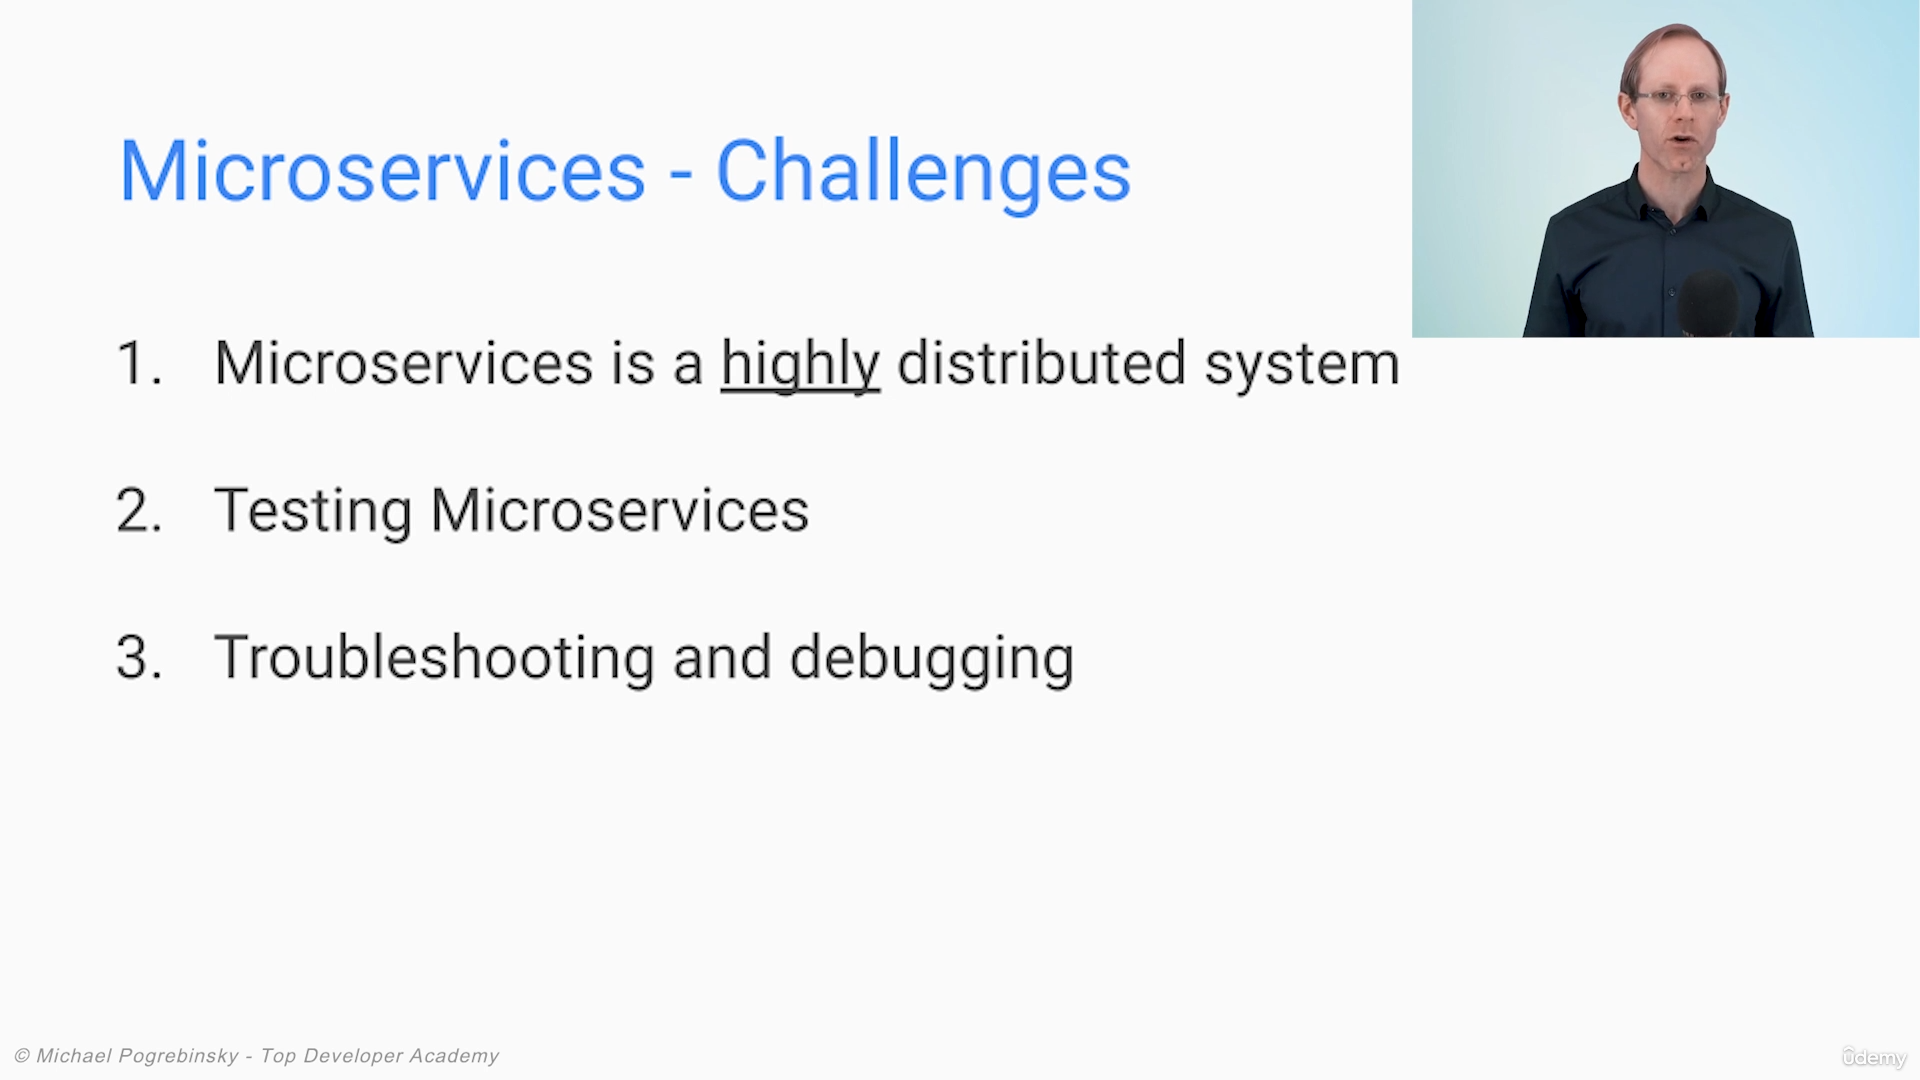 Microservices - Challenges
1. Microservices is a highly distributed system
2. Testing Microservices
3. Troubleshooting and debugging
© Michael Pogrebinsky - Top Developer Academy
ûdemy